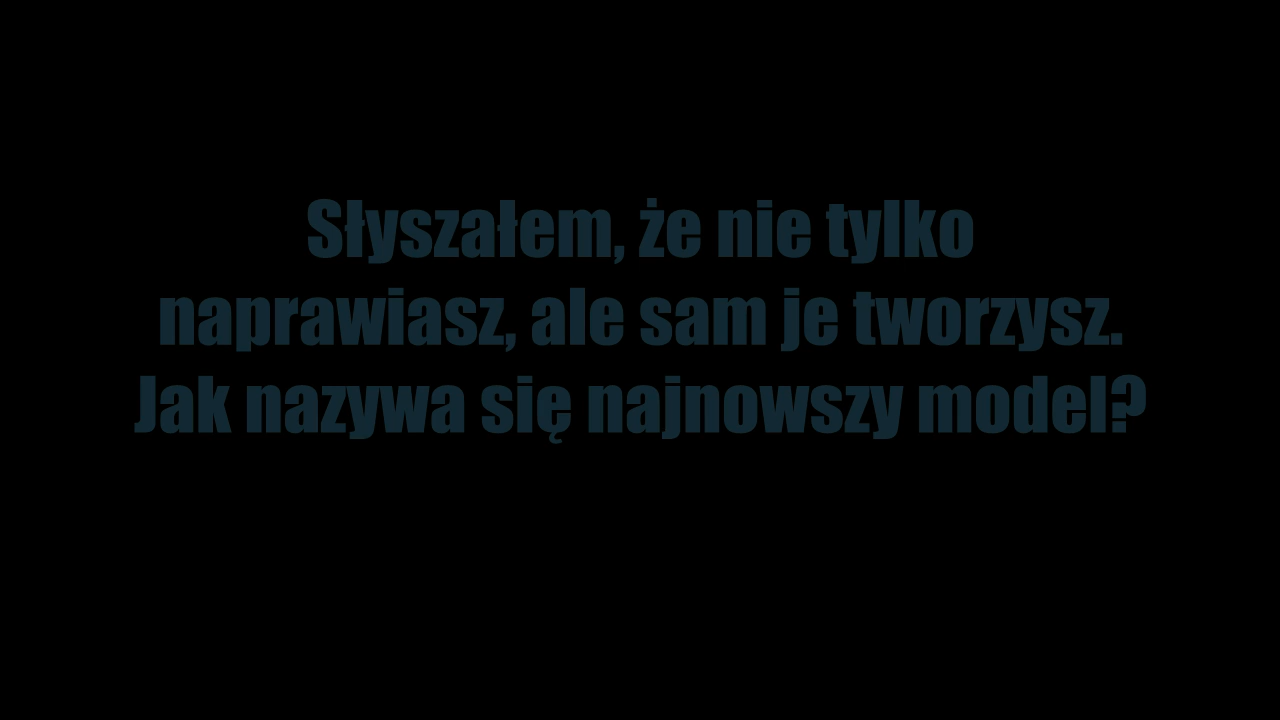 Słyszałem, że nie tylko
naprawiasz, ale sam je tworzysz.
Jak nazywa się najnowszy model?